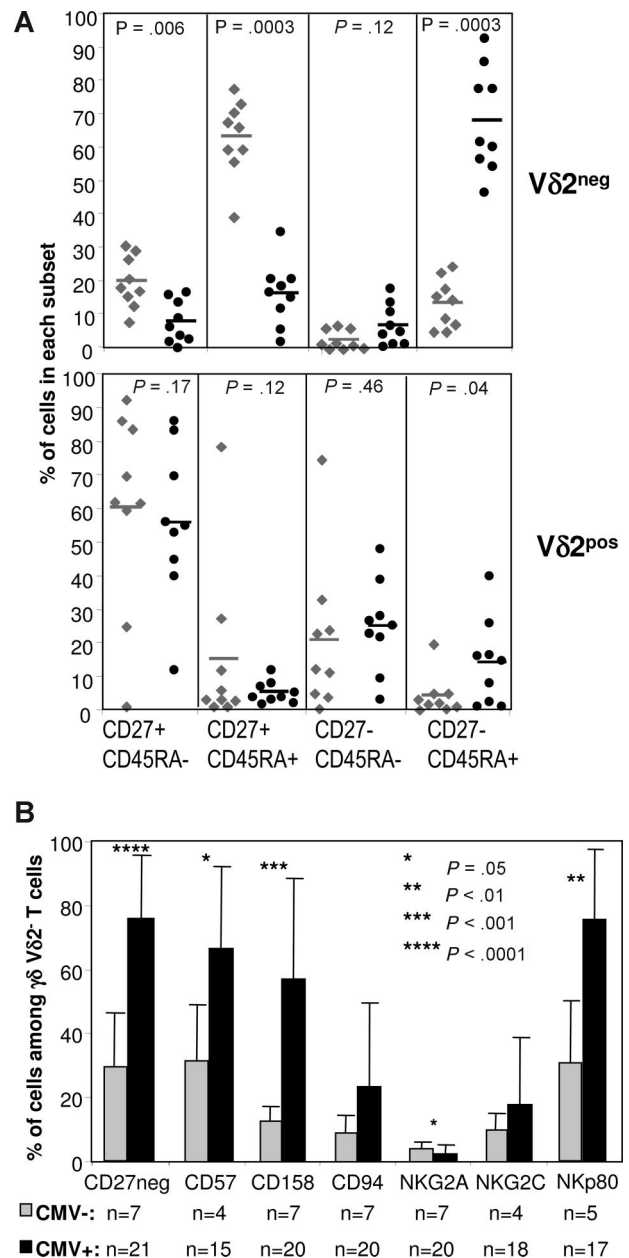 A
% of cells in each subset
100
90
80
70
60
50
40
30
20
10
0
P = .006
P = .0003
P = .12
P = .0003
Vδ2neg
100
90
80
70
60
50
40
30
20
10
0
P = .17
P = .12
P = .46
P = .04
Vδ2pos
CD27+ CD27+ CD27- CD27-
CD45RA- CD45RA+ CD45RA- CD45RA+
B
% of cells among γδ Vδ2- T cells
100
80
60
40
20
0
**** * *** * **
* P = .05
** P < .01
*** P < .001
**** P < .0001
CD27neg CD57 CD158 CD94 NKG2A NKG2C NKp80
CMV-: n=7 n=4 n=7 n=7 n=7 n=4 n=5
CMV+: n=21 n=15 n=20 n=20 n=20 n=18 n=17